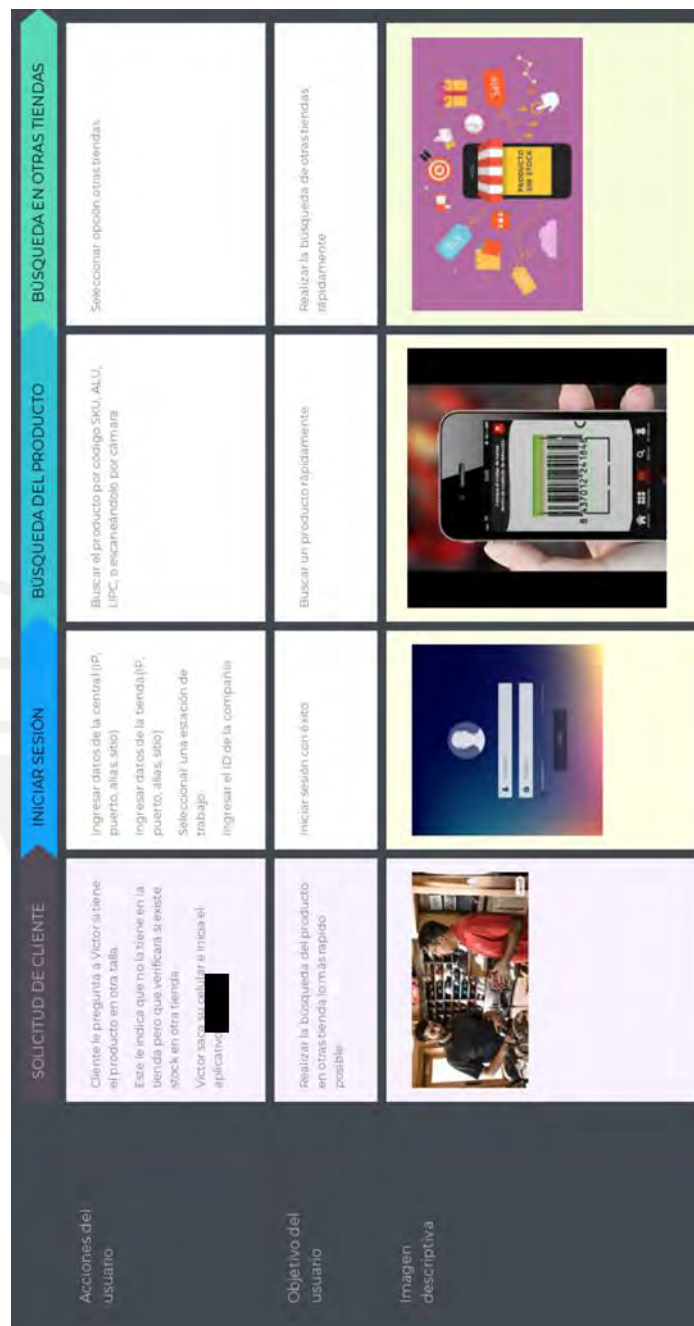 SOLICITUD DE CLIENTE
INICIAR SESIÓN
BÚSQUEDA DEL PRODUCTO
BÚSQUEDA EN OTRAS TIENDAS
Acciones del
usuario
Cliente le pregunta a Victor si tiene
el producto en otra talla.
Este le indica que no la tiene en la
tienda pero que verificará si existe
stock en otra tienda
Victor saca su celular e inicia el
aplicativo
Ingresar datos de la central (IP,
puerto, alias, sitio)
Ingresar datos de la tienda(IP,
puerto, alias, sitio)
Seleccionar una estación de
trabajo
Ingresar el ID de la compañía
Buscar el producto por código SKU, ALU,
UPC, o escaneándolo por cámara
Seleccionar opción otras tiendas
Objetivo del
usuario
Realizar la búsqueda del producto
en otras tienda lo más rápido
posible
Iniciar sesión con éxito
Buscar un producto rápidamente
Realizar la búsqueda de otras tiendas
rápidamente
Imagen
descriptiva
8 437012 241848
Sale
PRODUCTO
SIN STOCK